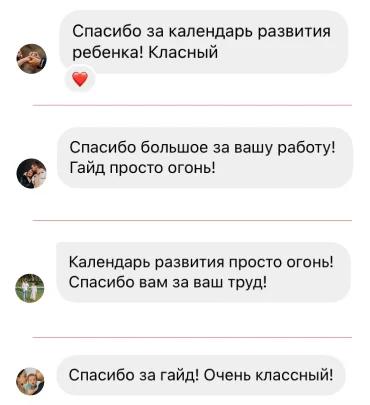 Спасибо за календарь развития
ребенка! Класный
Спасибо большое за вашу работу!
Гайд просто огонь!
Календарь развития просто огонь!
Спасибо вам за ваш труд!
Спасибо за гайд! Очень классный!